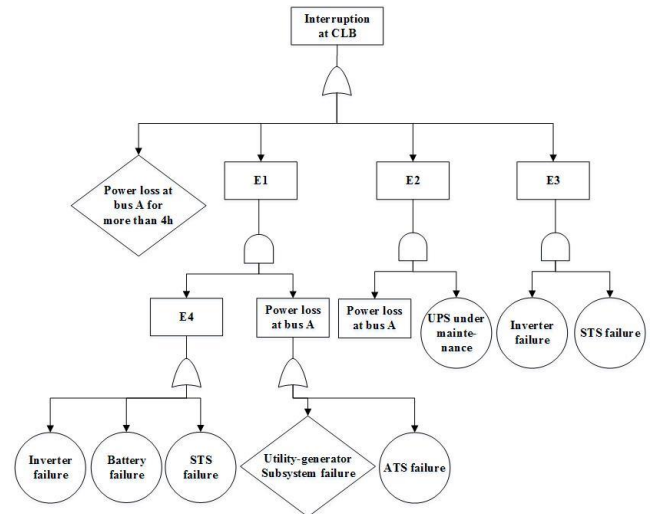 Interruption
at CLB
Power loss at
bus A for
more than 4h
E1
E2
E3
E4
Power loss
at bus A
Power loss
at bus A
UPS under
mainte-
nance
Inverter
failure
STS failure
Inverter
failure
Battery
failure
STS
failure
Utility-generator
Subsystem failure
ATS failure